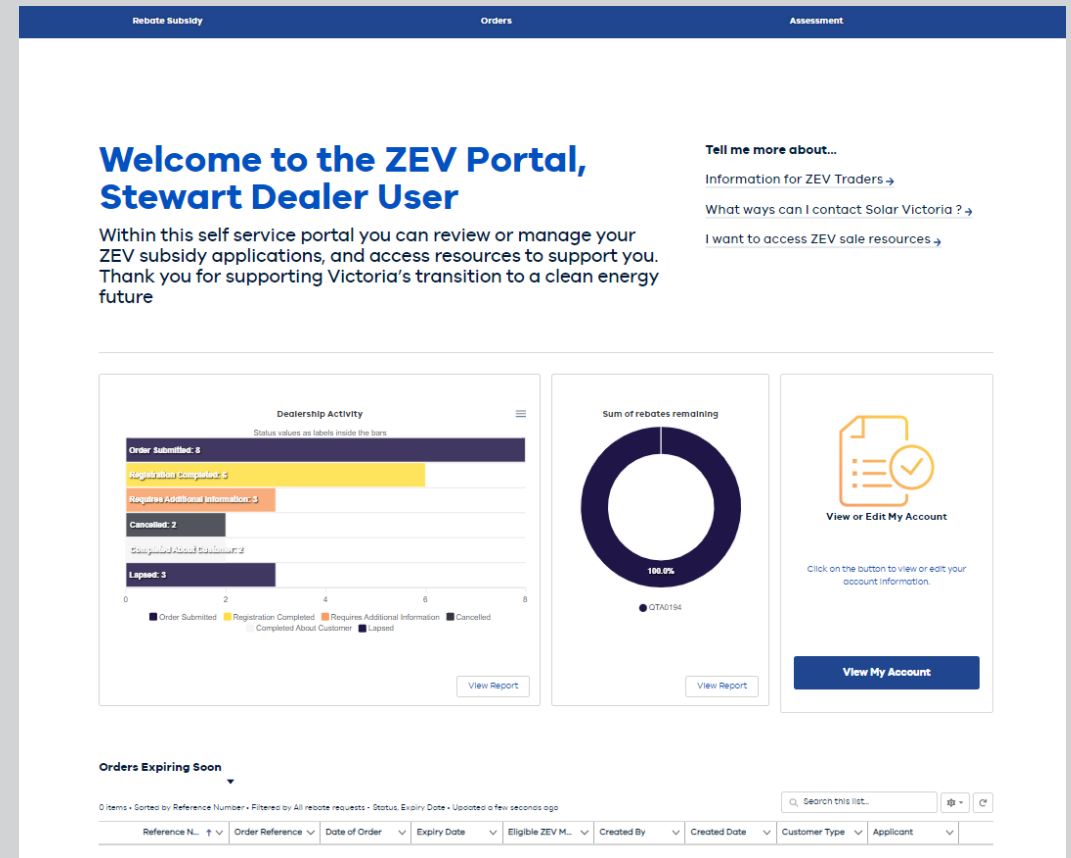 Rebate Subsidy Orders Assessment
Welcome to the ZEV Portal,
Stewart Dealer User
Within this self service portal you can review or manage your
ZEV subsidy applications, and access resources to support you.
Thank you for supporting Victoria's transition to a clean energy
future
Tell me more about...
Information for ZEV Traders →
What ways can I contact Solar Victoria ? →
I want to access ZEV sale resources →
Dealership Activity
Status values as labels inside the bars
Order Submitted: 8
Registration Completed: 6
Requires Additional Information: 3
Cancelled: 2
Completed About Customer: 2
Lapsed: 3
0 2 4 6 8
Order Submitted Registration Completed Requires Additional Information Cancelled
Completed About Customer Lapsed
View Report
Sum of rebates remaining
100.0%
QTA0194
View Report
View or Edit My Account
Click on the button to view or edit your
account information.
View My Account
Orders Expiring Soon
0 items • Sorted by Reference Number • Filtered by All rebate requests - Status, Expiry Date • Updated a few seconds ago
Search this list...
Reference N... ↑ Order Reference Date of Order Expiry Date Eligible ZEV M... Created By Created Date Customer Type Applicant